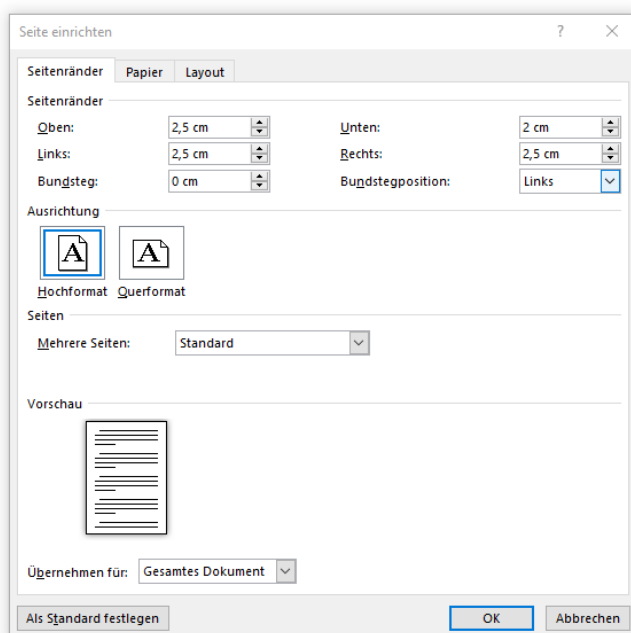 Seite einrichten ? ×
Seitenränder Papier Layout
Seitenränder
Oben: 2,5 cm Unten: 2 cm
Links: 2,5 cm Rechts: 2,5 cm
Bundsteg: 0 cm Bundstegposition: Links
Ausrichtung
A A
Hochformat Querformat
Seiten
Mehrere Seiten: Standard
Vorschau
Übernehmen für: Gesamtes Dokument
Als Standard festlegen OK Abbrechen